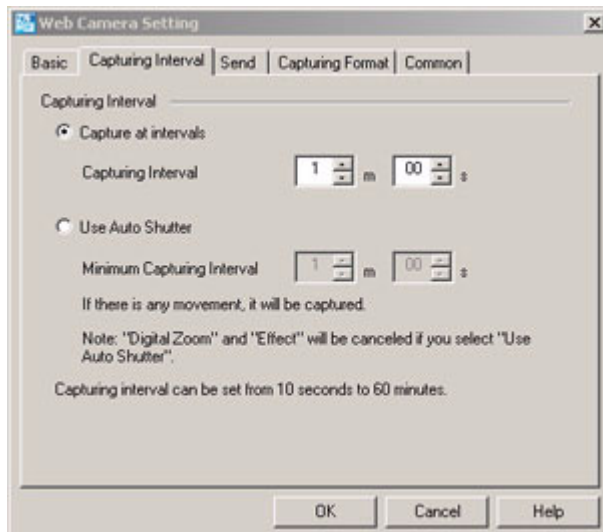 Web Camera Setting
Basic Capturing Interval Send Capturing Format Common
Capturing Interval
Capture at intervals
Capturing Interval 1 m 00 s
Use Auto Shutter
Minimum Capturing Interval 1 m 00 s
If there is any movement, it will be captured.
Note: "Digital Zoom" and "Effect" will be canceled if you select "Use
Auto Shutter".
Capturing interval can be set from 10 seconds to 60 minutes.
OK Cancel Help